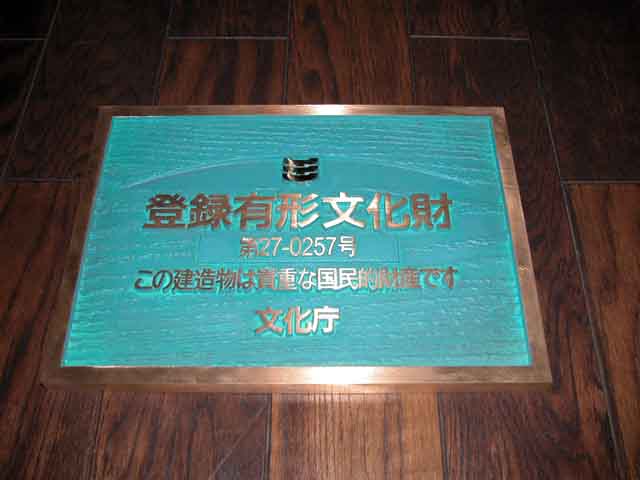 登録有形文化財
第27-0257号
この建造物は貴重な国民的財産です
文化庁